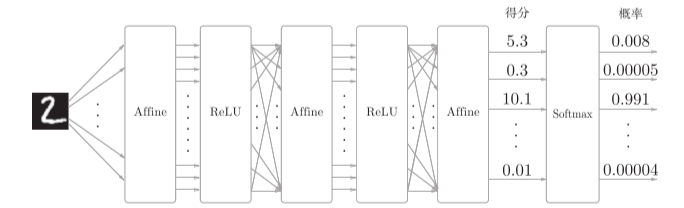 得分
概率
5.3
0.008
0.3
0.00005
10.1
0.991
2
Affine
ReLU
Affine
ReLU
Affine
Softmax
0.01
0.00004